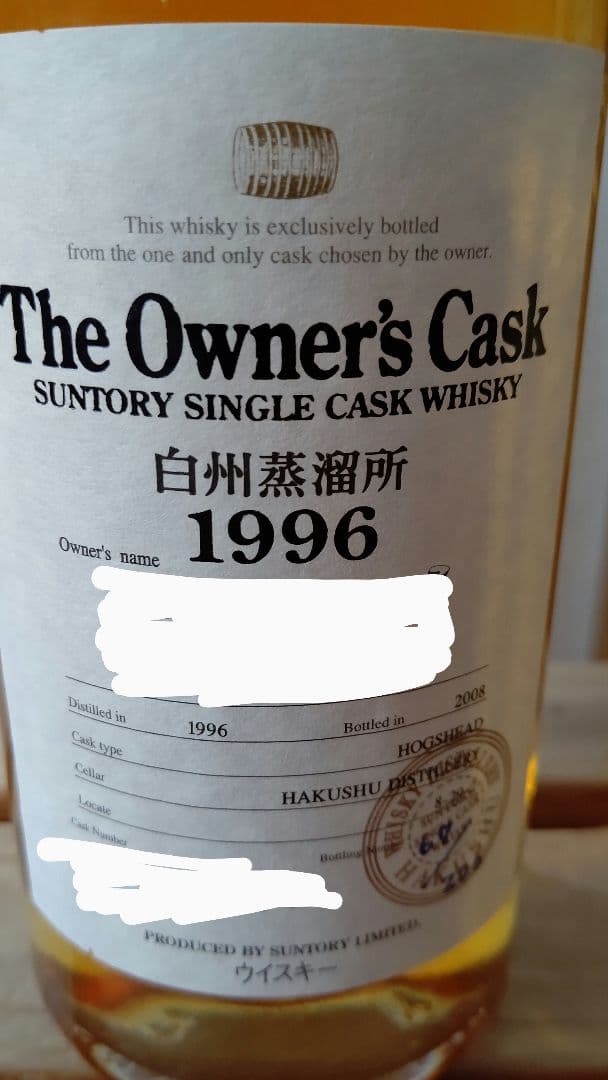 This whisky is exclusively bottled
from the one and only cask chosen by the owner.
The Owner's Cask
SUNTORY SINGLE CASK WHISKY
白州蒸溜所
1996
Owner's name
Distilled in 1996 Bottled in 2008
Cask type HOGSHEAD
Cellar HAKUSHU DISTILLERY
Locate
Cask Number Bottling
PRODUCED BY SUNTORY LIMITED.
ウイスキー